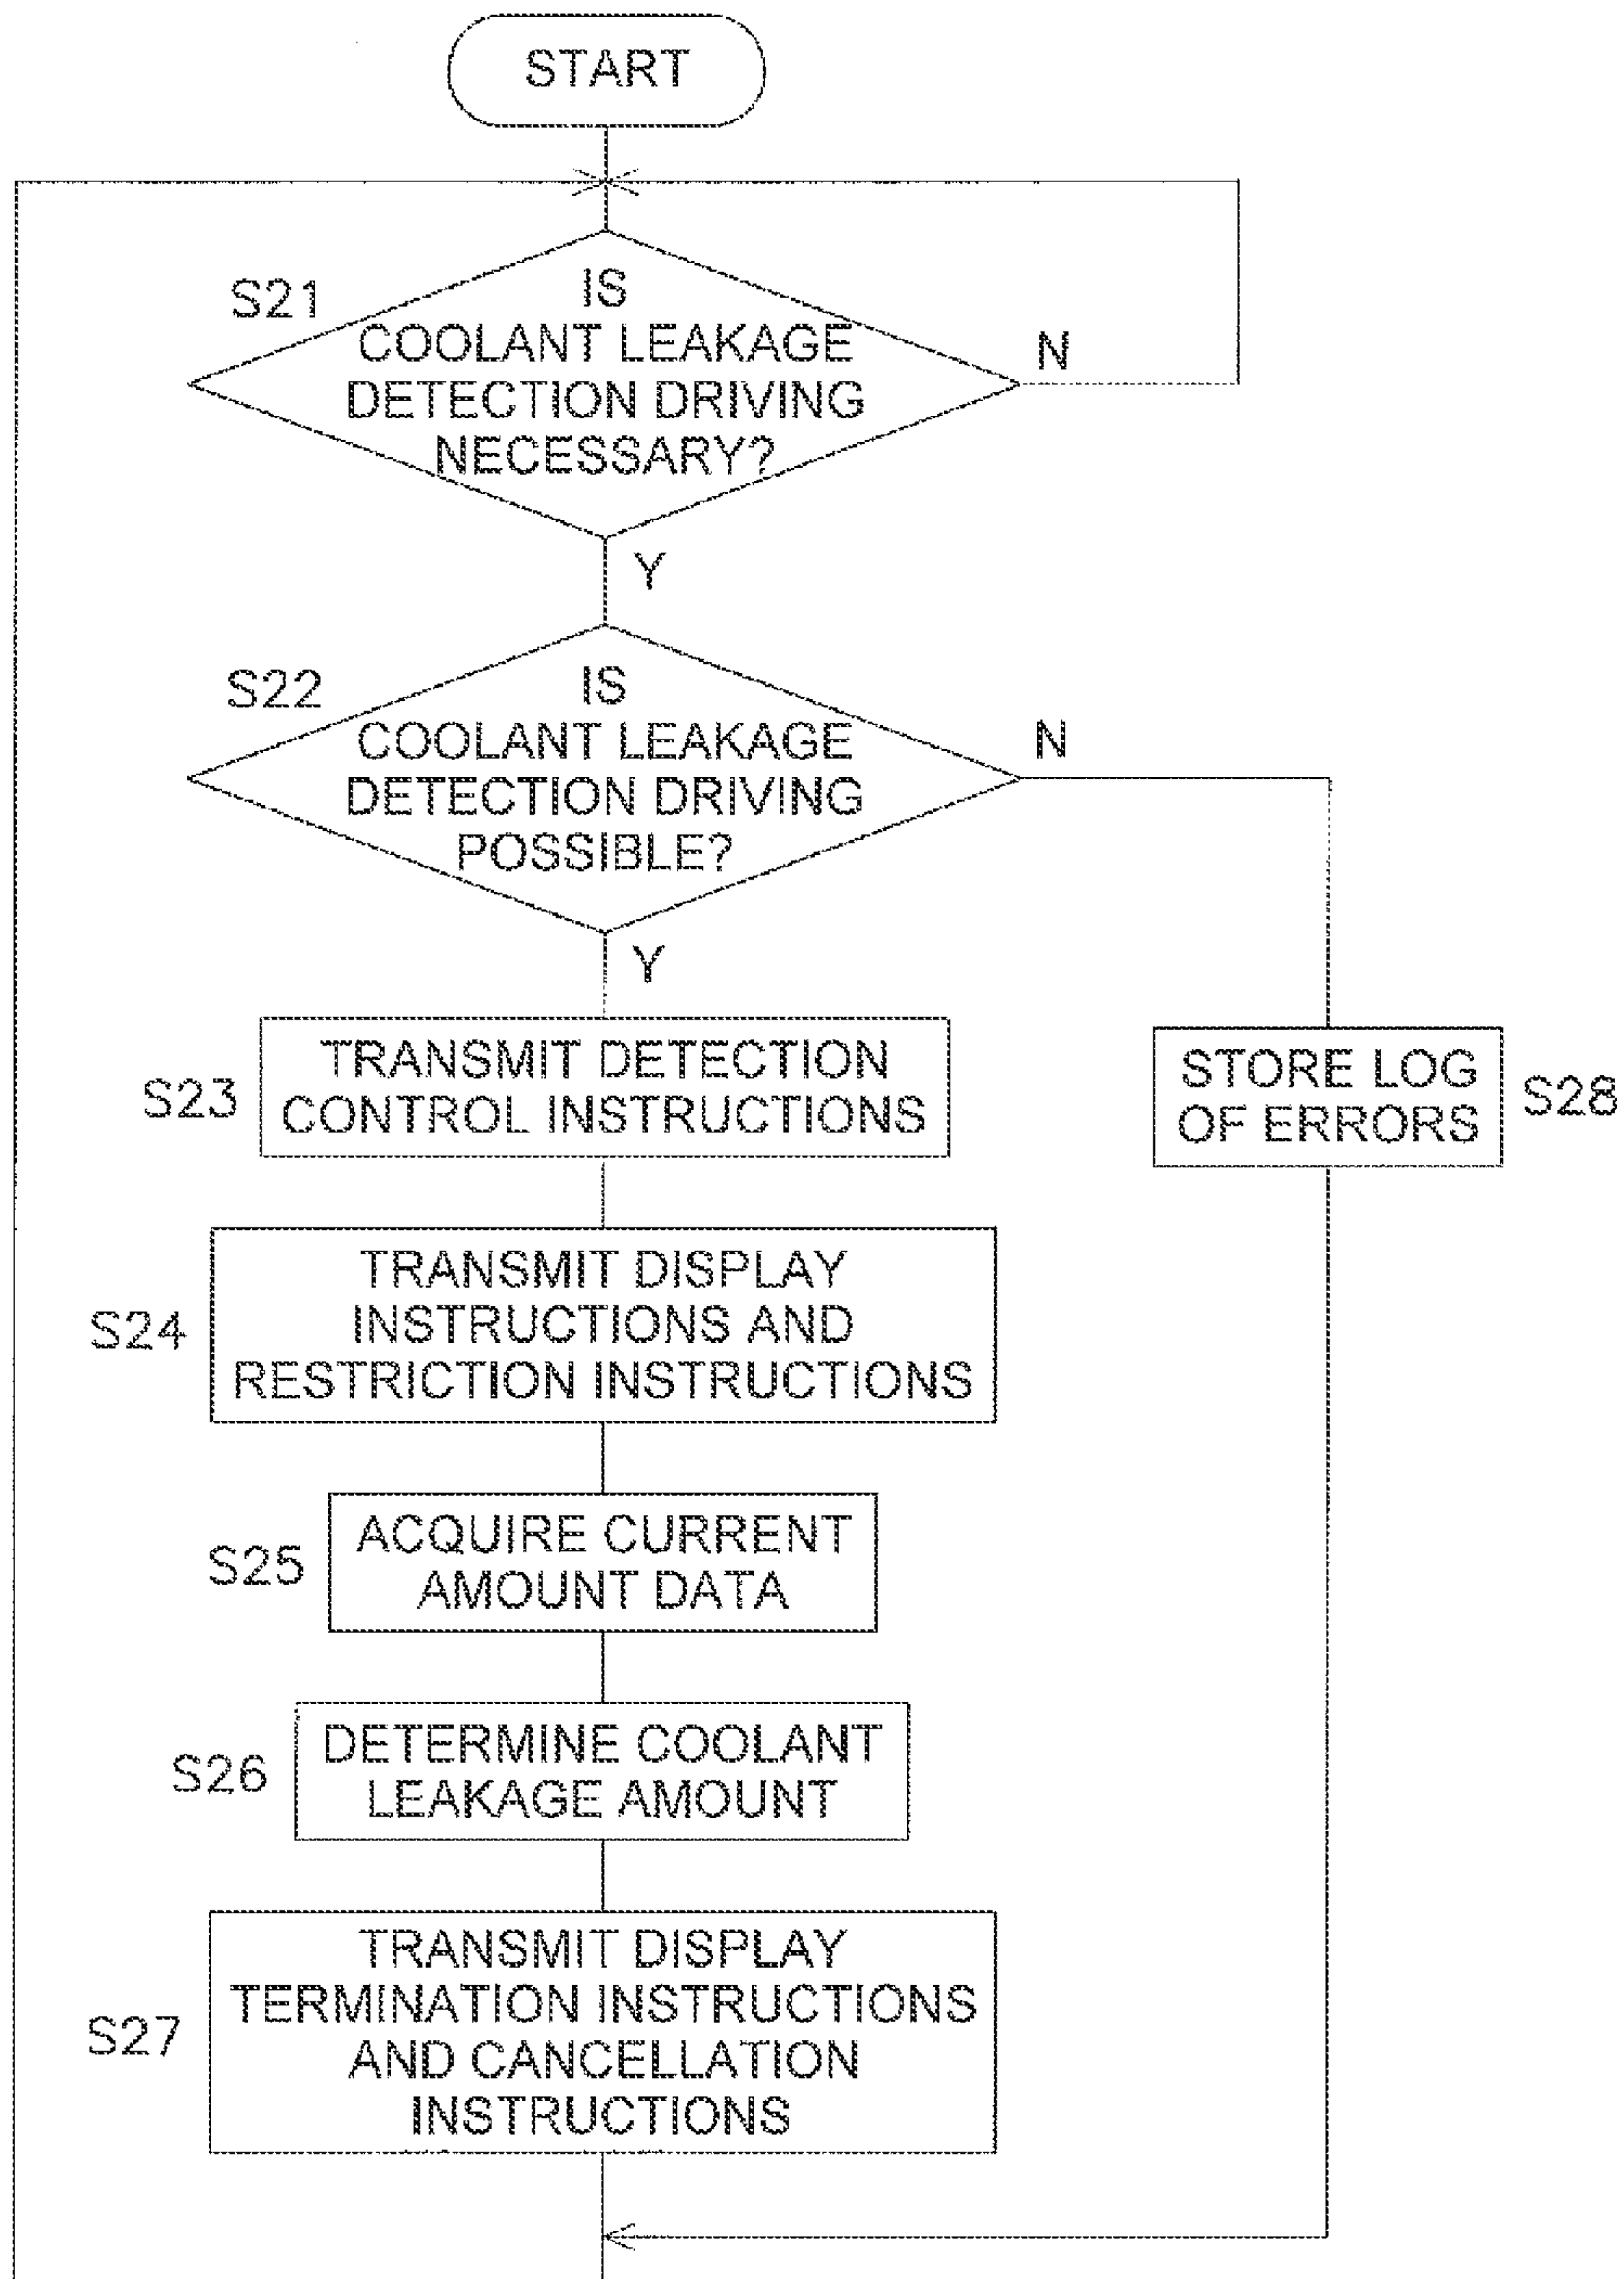 START
S21
IS
COOLANT LEAKAGE
DETECTION DRIVING
NECESSARY?
N
Y
S22
IS
COOLANT LEAKAGE
DETECTION DRIVING
POSSIBLE?
N
Y
S23
TRANSMIT DETECTION
CONTROL INSTRUCTIONS
STORE LOG
OF ERRORS
S28
S24
TRANSMIT DISPLAY
INSTRUCTIONS AND
RESTRICTION INSTRUCTIONS
S25
ACQUIRE CURRENT
AMOUNT DATA
S26
DETERMINE COOLANT
LEAKAGE AMOUNT
S27
TRANSMIT DISPLAY
TERMINATION INSTRUCTIONS
AND CANCELLATION
INSTRUCTIONS